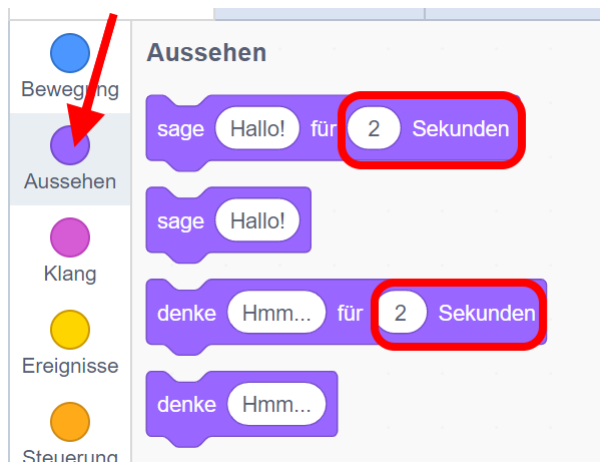 Bewegung
Aussehen
Klang
Ereignisse
Steuerung
Aussehen
sage Hallo! für 2 Sekunden
sage Hallo!
denke Hmm... für 2 Sekunden
denke Hmm...